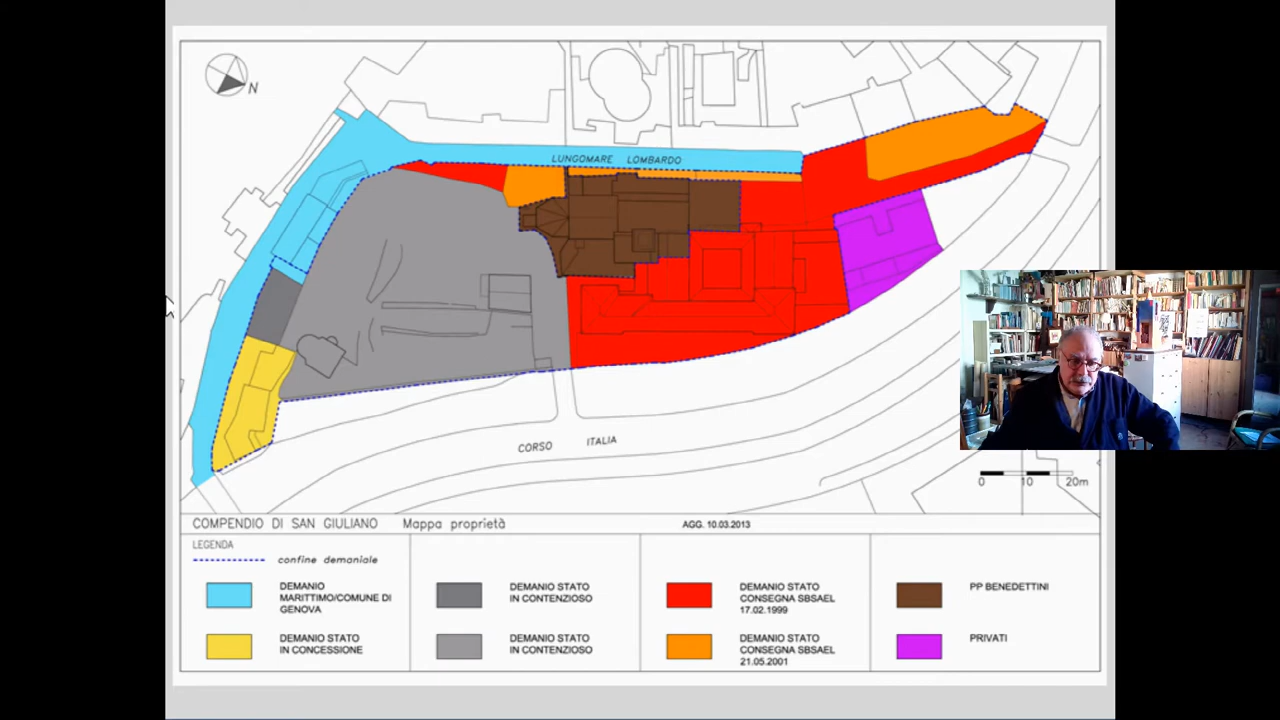 N
LUNGOMARE LOMBARDO
CORSO ITALIA
0 10 20m
COMPENDIO DI SAN GIULIANO Mappa proprietà AGG. 10.03.2013
LEGENDA
confine demaniale
DEMANIO
MARITTIMO/COMUNE DI
GENOVA
DEMANIO STATO
IN CONCESSIONE
DEMANIO STATO
IN CONTENZIOSO
DEMANIO STATO
IN CONTENZIOSO
DEMANIO STATO
CONSEGNA SBSAEL
17.02.1999
DEMANIO STATO
CONSEGNA SBSAEL
21.05.2001
PP BENEDETTINI
PRIVATI